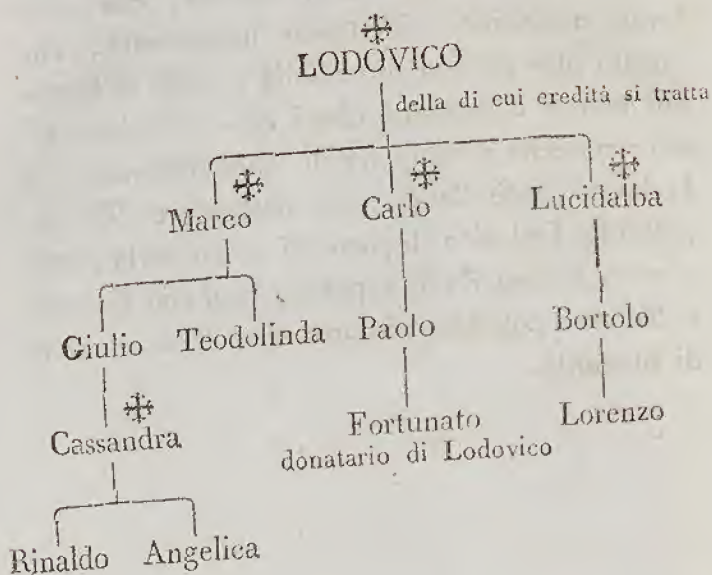 LODOVICO
della di cui eredità si tratta
Marco Carlo Lucidalba
Giulio Teodolinda Paolo Bortolo
Cassandra Fortunato Lorenzo
donatario di Lodovico
Rinaldo Angelica